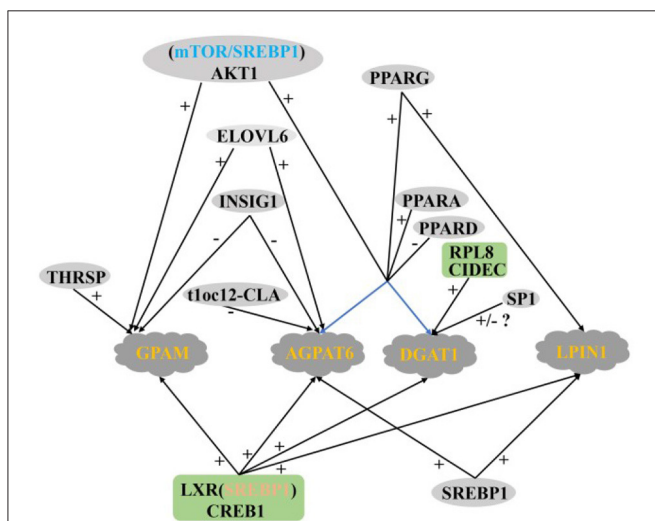 (mTOR/SREBP1)
AKT1
PPARG
+
+
+
+
ELOVL6
+
+
INSIG1
-
-
PPARA
+
PPARD
-
RPL8
CIDEC
+
THRSP
+
t1oc12-CLA
-
SP1
+/- ?
GPAM
AGPAT6
DGAT1
LPIN1
+
+
+
+
+
+
LXR(SREBP1)
CREB1
SREBP1